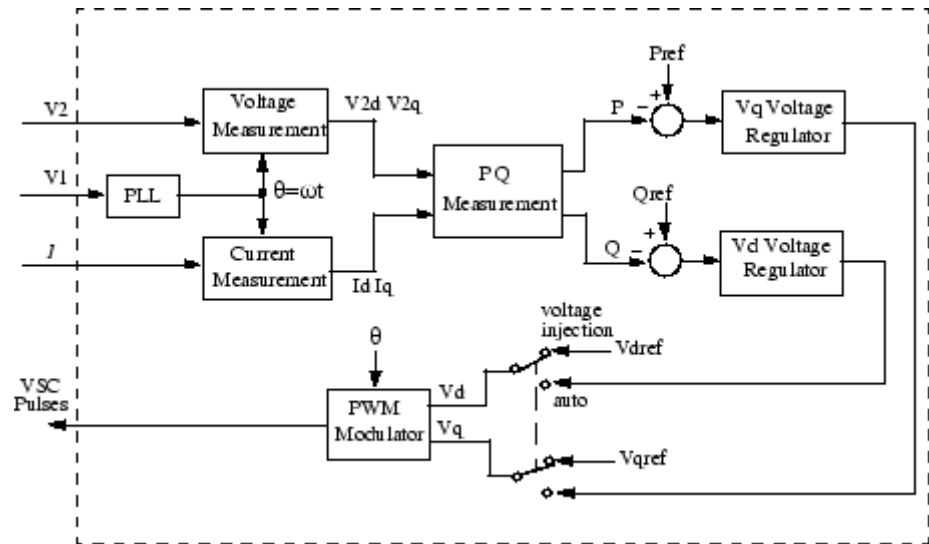 Pref
V2
Voltage
Measurement
V2d V2q
P
-
+
Vq Voltage
Regulator
V1
PLL
θ=ωt
PQ
Measurement
Qref
I
Current
Measurement
Id Iq
Q
-
+
Vd Voltage
Regulator
voltage
injection
θ
Vdref
VSC
Pulses
PWM
Modulator
Vd
auto
Vq
Vqref